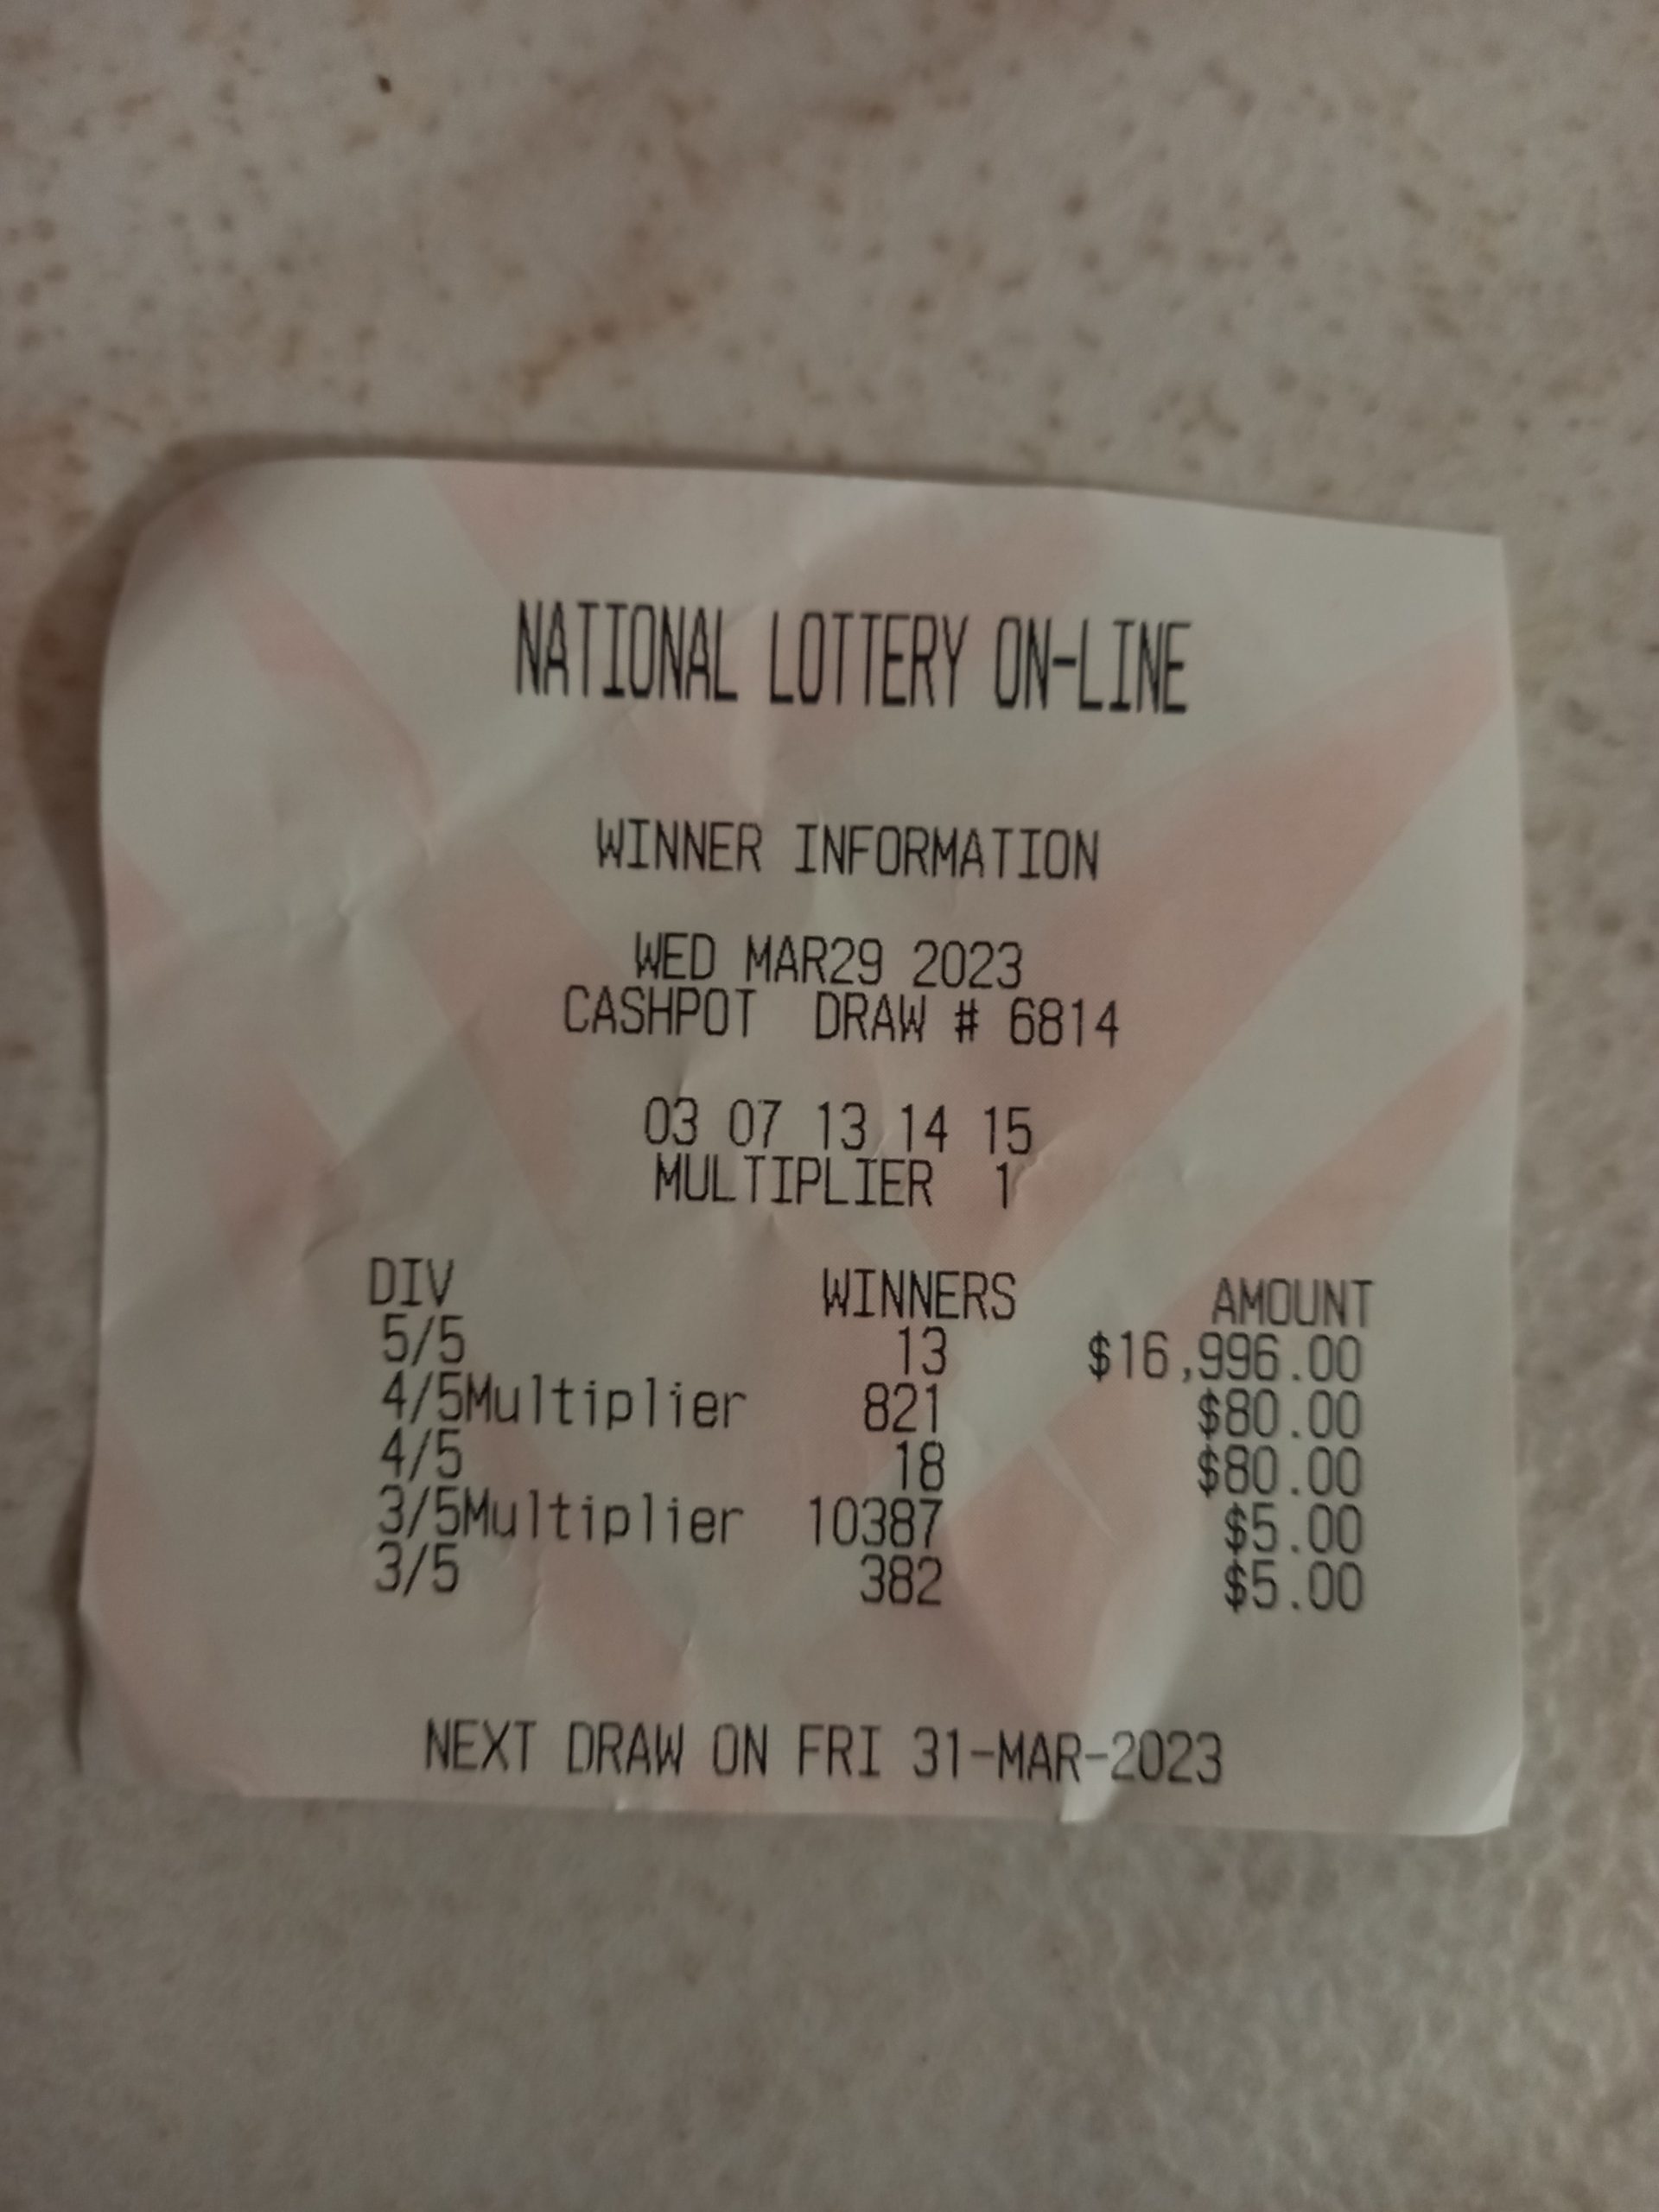 NATIONAL LOTTERY ON-LINE
WINNER INFORMATION
WED MAR29 2023
CASHPOT DRAW # 6814
03 07 13 14 15
MULTIPLIER 1
DIV WINNERS AMOUNT
5/5 13 $16,996.00
4/5Multiplier 821 $80.00
4/5 18 $80.00
3/5Multiplier 10387 $5.00
3/5 382 $5.00
NEXT DRAW ON FRI 31-MAR-2023